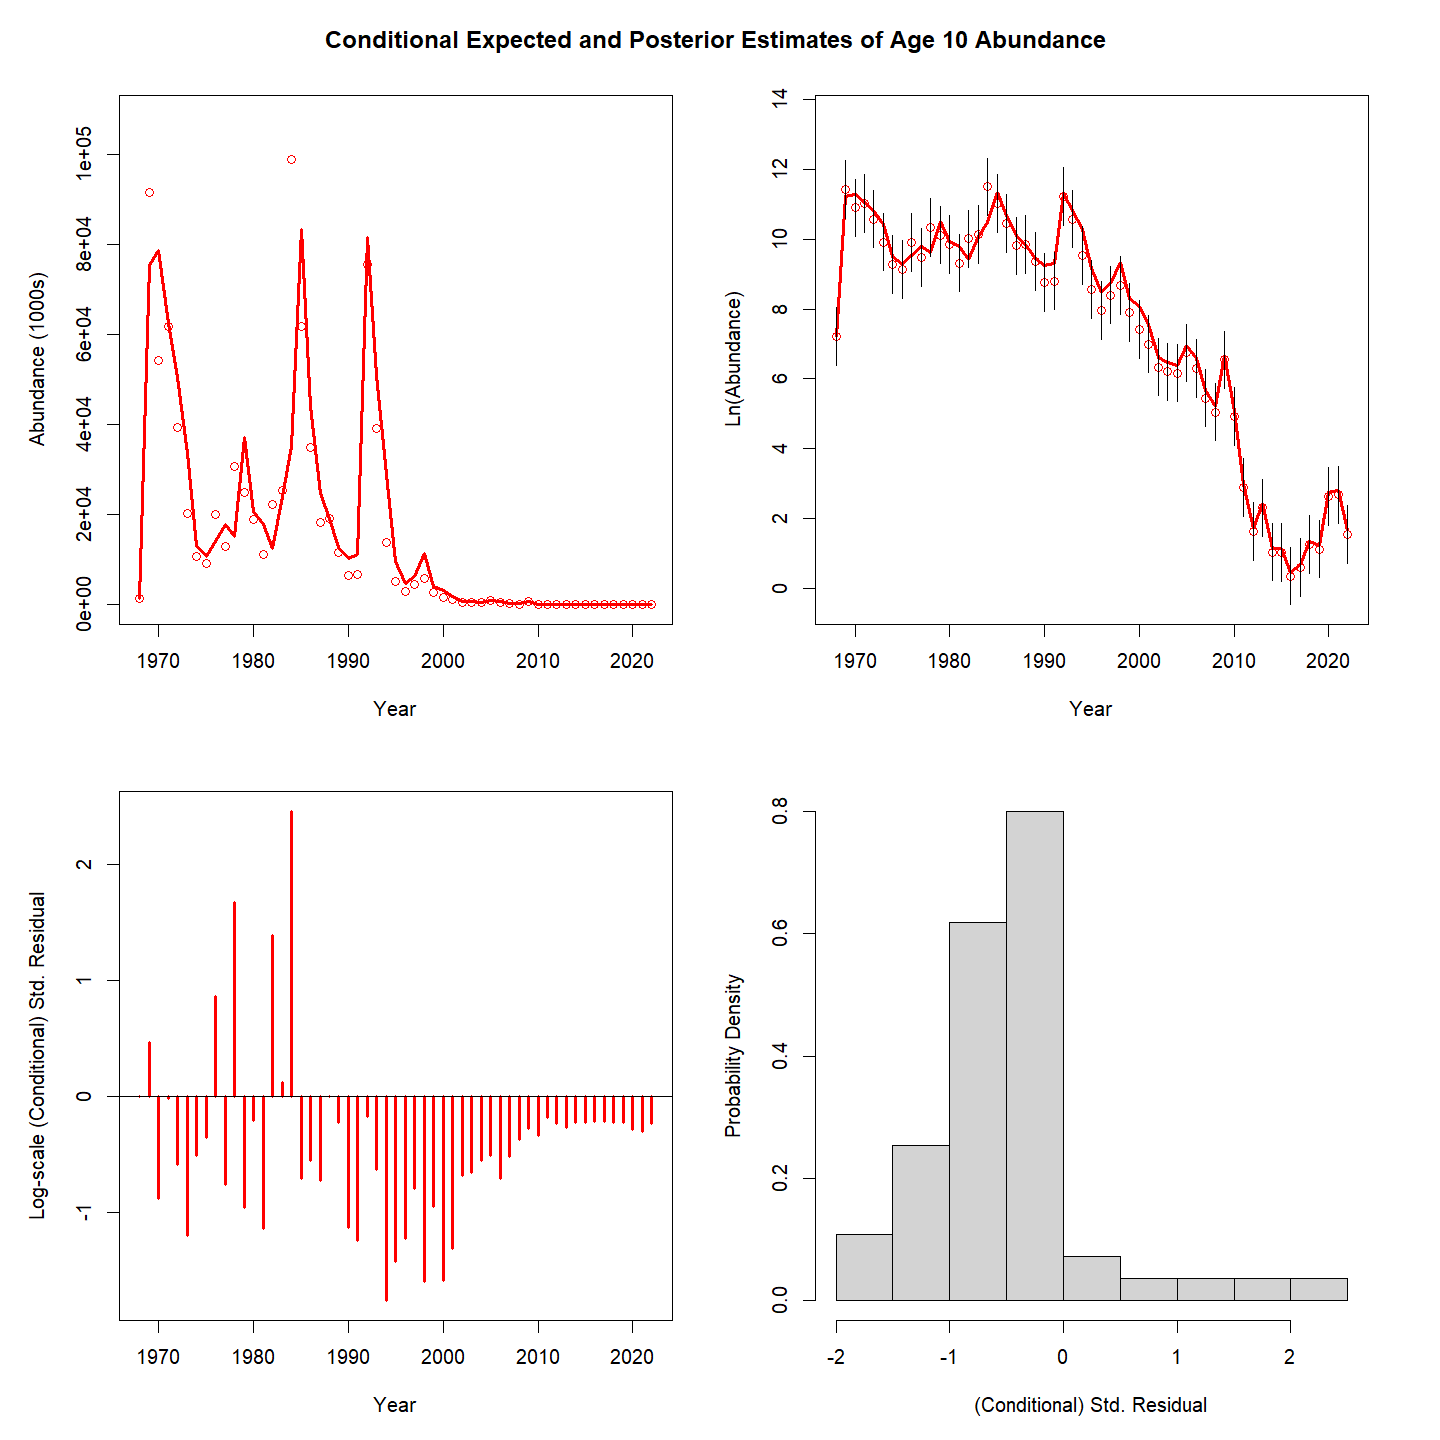 Conditional Expected and Posterior Estimates of Age 10 Abundance
Abundance (1000s)
0e+00 2e+04 4e+04 6e+04 8e+04 1e+05
1970 1980 1990 2000 2010 2020
Year
Ln(Abundance)
0 2 4 6 8 10 12 14
1970 1980 1990 2000 2010 2020
Year
Log-scale (Conditional) Std. Residual
-1 0 1 2
1970 1980 1990 2000 2010 2020
Year
Probability Density
0.0 0.2 0.4 0.6 0.8
-2 -1 0 1 2
(Conditional) Std. Residual